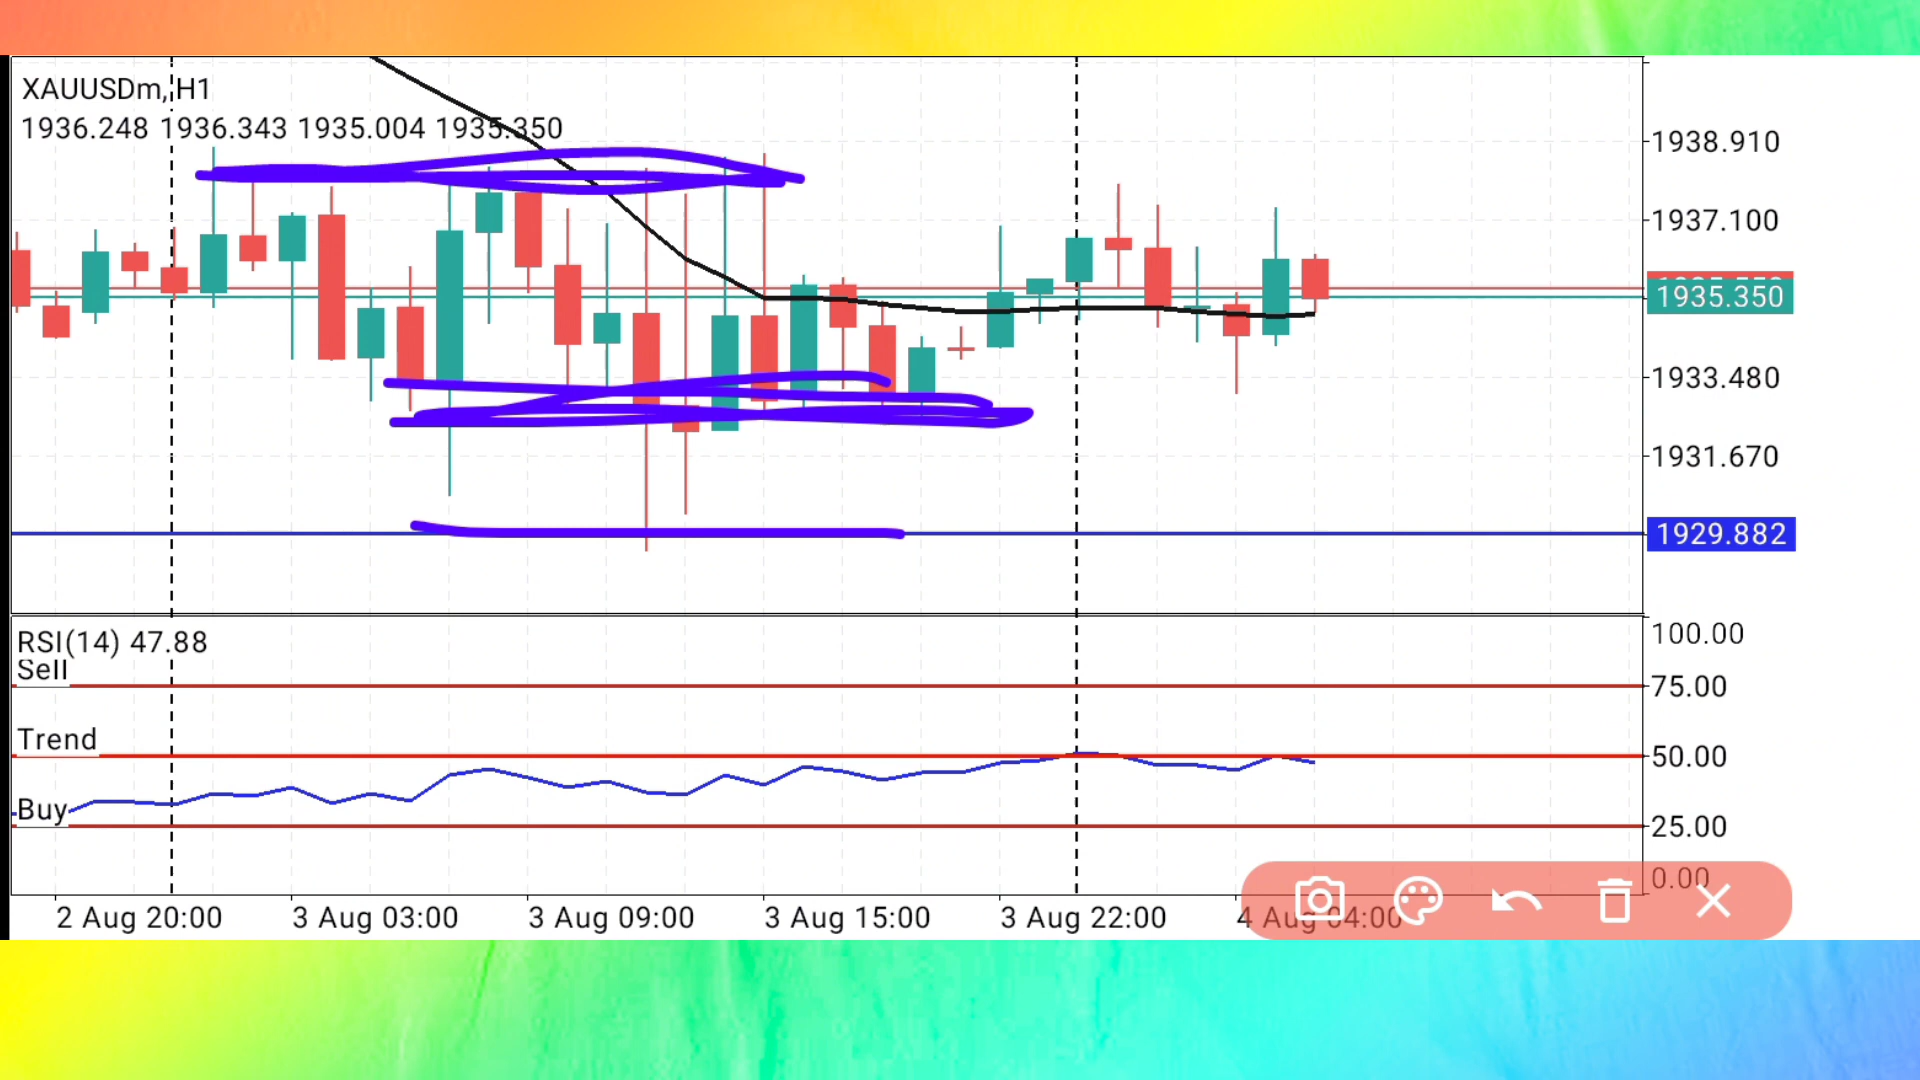 XAUUSDm, H1
1936.248 1936.343 1935.004 1935.350
1938.910
1937.100
1935.350
1933.480
1931.670
1929.882
RSI(14) 47.88
100.00
Sell
75.00
Trend
50.00
Buy
25.00
0.00
2 Aug 20:00 3 Aug 03:00 3 Aug 09:00 3 Aug 15:00 3 Aug 22:00 4 Aug 04:00